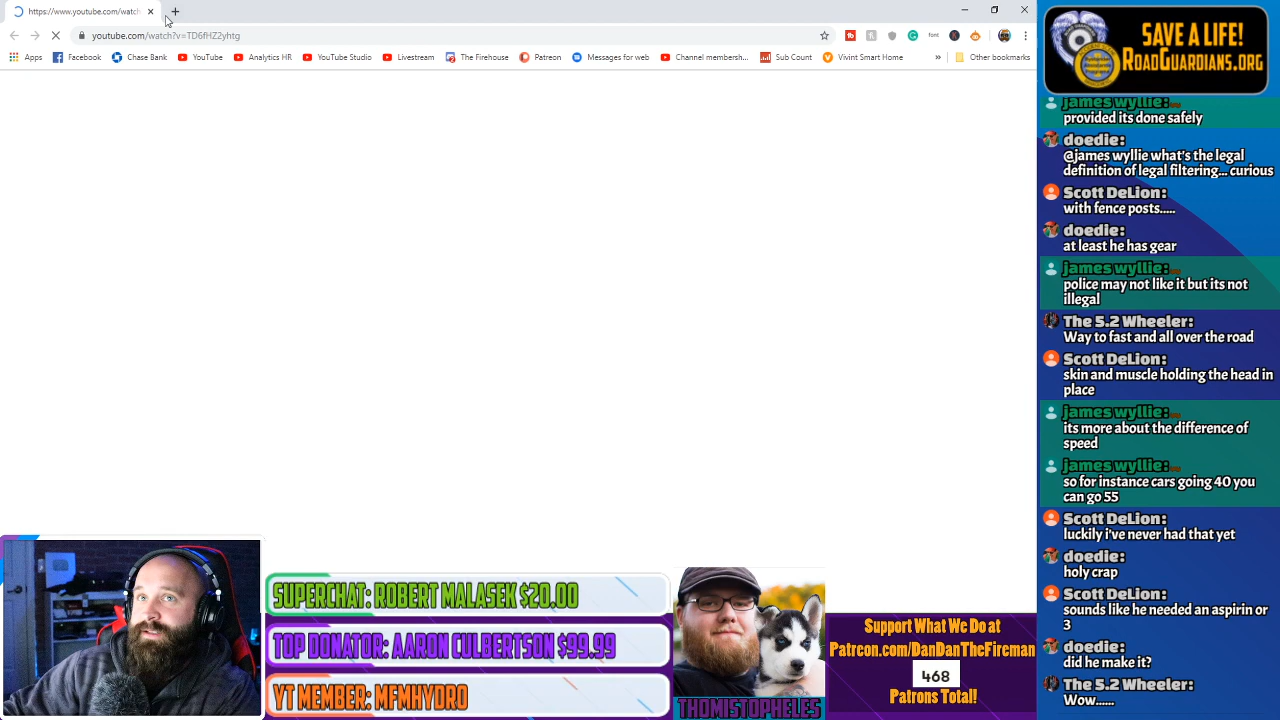 https://www.youtube.com/watch
youtube.com/watch?v=TD6fHZ2yhtg
Apps Facebook Chase Bank YouTube Analytics HR YouTube Studio Livestream The Firehouse Patreon Messages for web Channel membersh... Sub Count Vivint Smart Home » Other bookmarks
SAVE A LIFE!
ROADGUARDIANS.ORG
james wyllie:
provided its done safely
doedie:
@james wyllie what's the legal
definition of legal filtering... curious
Scott DeLion:
with fence posts.....
doedie:
at least he has gear
james wyllie:
police may not like it but its not
illegal
The 5.2 Wheeler:
Way to fast and all over the road
Scott DeLion:
skin and muscle holding the head in
place
james wyllie:
its more about the difference of
speed
james wyllie:
so for instance cars going 40 you
can go 55
Scott DeLion:
luckily i've never had that yet
doedie:
holy crap
Scott DeLion:
sounds like he needed an aspirin or
3
doedie:
did he make it?
The 5.2 Wheeler:
Wow......
SUPERCHAT: ROBERT MALASEK $20.00
TOP DONATOR: AARON CULBERTSON $99.99
YT MEMBER: MFMHYDRO
THOMISTOPHELES
Support What We Do at
Patreon.com/DanDanTheFireman
468
Patrons Total!